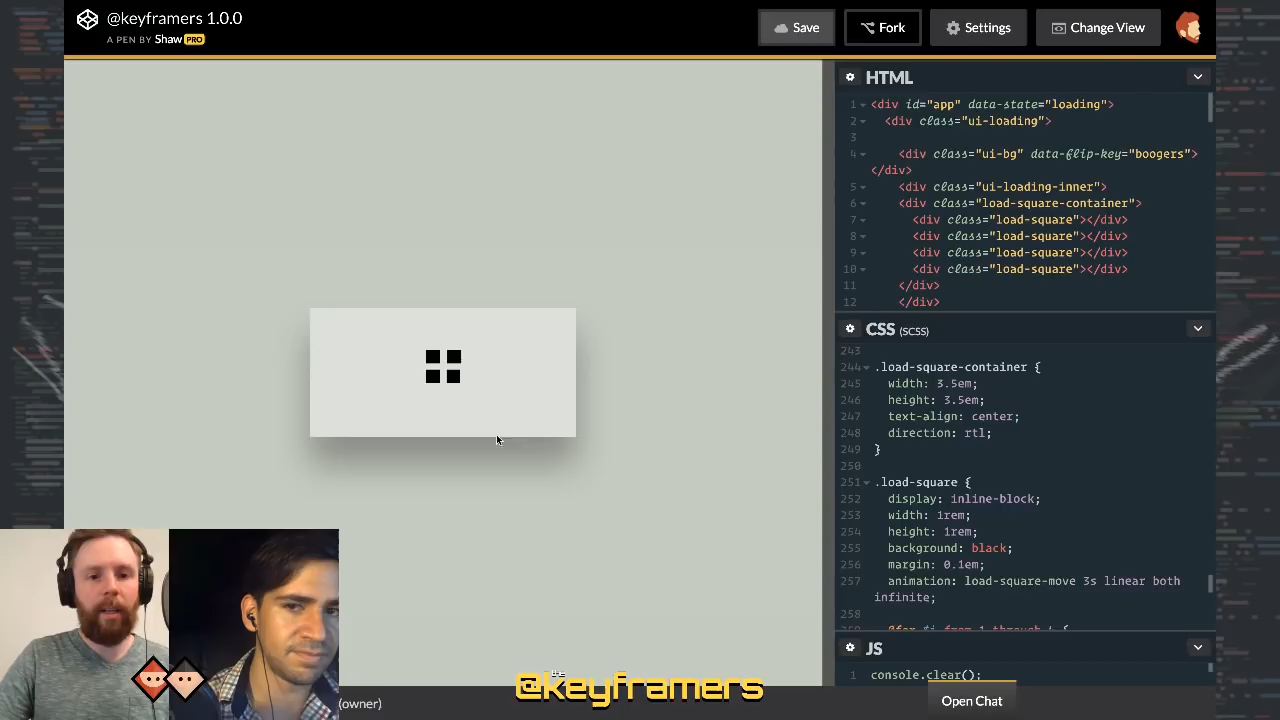 @keyframers 1.0.0
A PEN BY Shaw PRO
Save
Fork
Settings
Change View
HTML
1 <div id="app" data-state="loading">
2 <div class="ui-loading">
3
4 <div class="ui-bg" data-flip-key="boogers">
</div>
5 <div class="ui-loading-inner">
6 <div class="load-square-container">
7 <div class="load-square"></div>
8 <div class="load-square"></div>
9 <div class="load-square"></div>
10 <div class="load-square"></div>
11 </div>
12 </div>
CSS (SCSS)
243
244 .load-square-container {
245 width: 3.5em;
246 height: 3.5em;
247 text-align: center;
248 direction: rtl;
249 }
250
251 .load-square {
252 display: inline-block;
253 width: 1rem;
254 height: 1rem;
255 background: black;
256 margin: 0.1em;
257 animation: load-square-move 3s linear both
infinite;
258
JS
1 console.clear();
the
@keyframers
(owner)
Open Chat